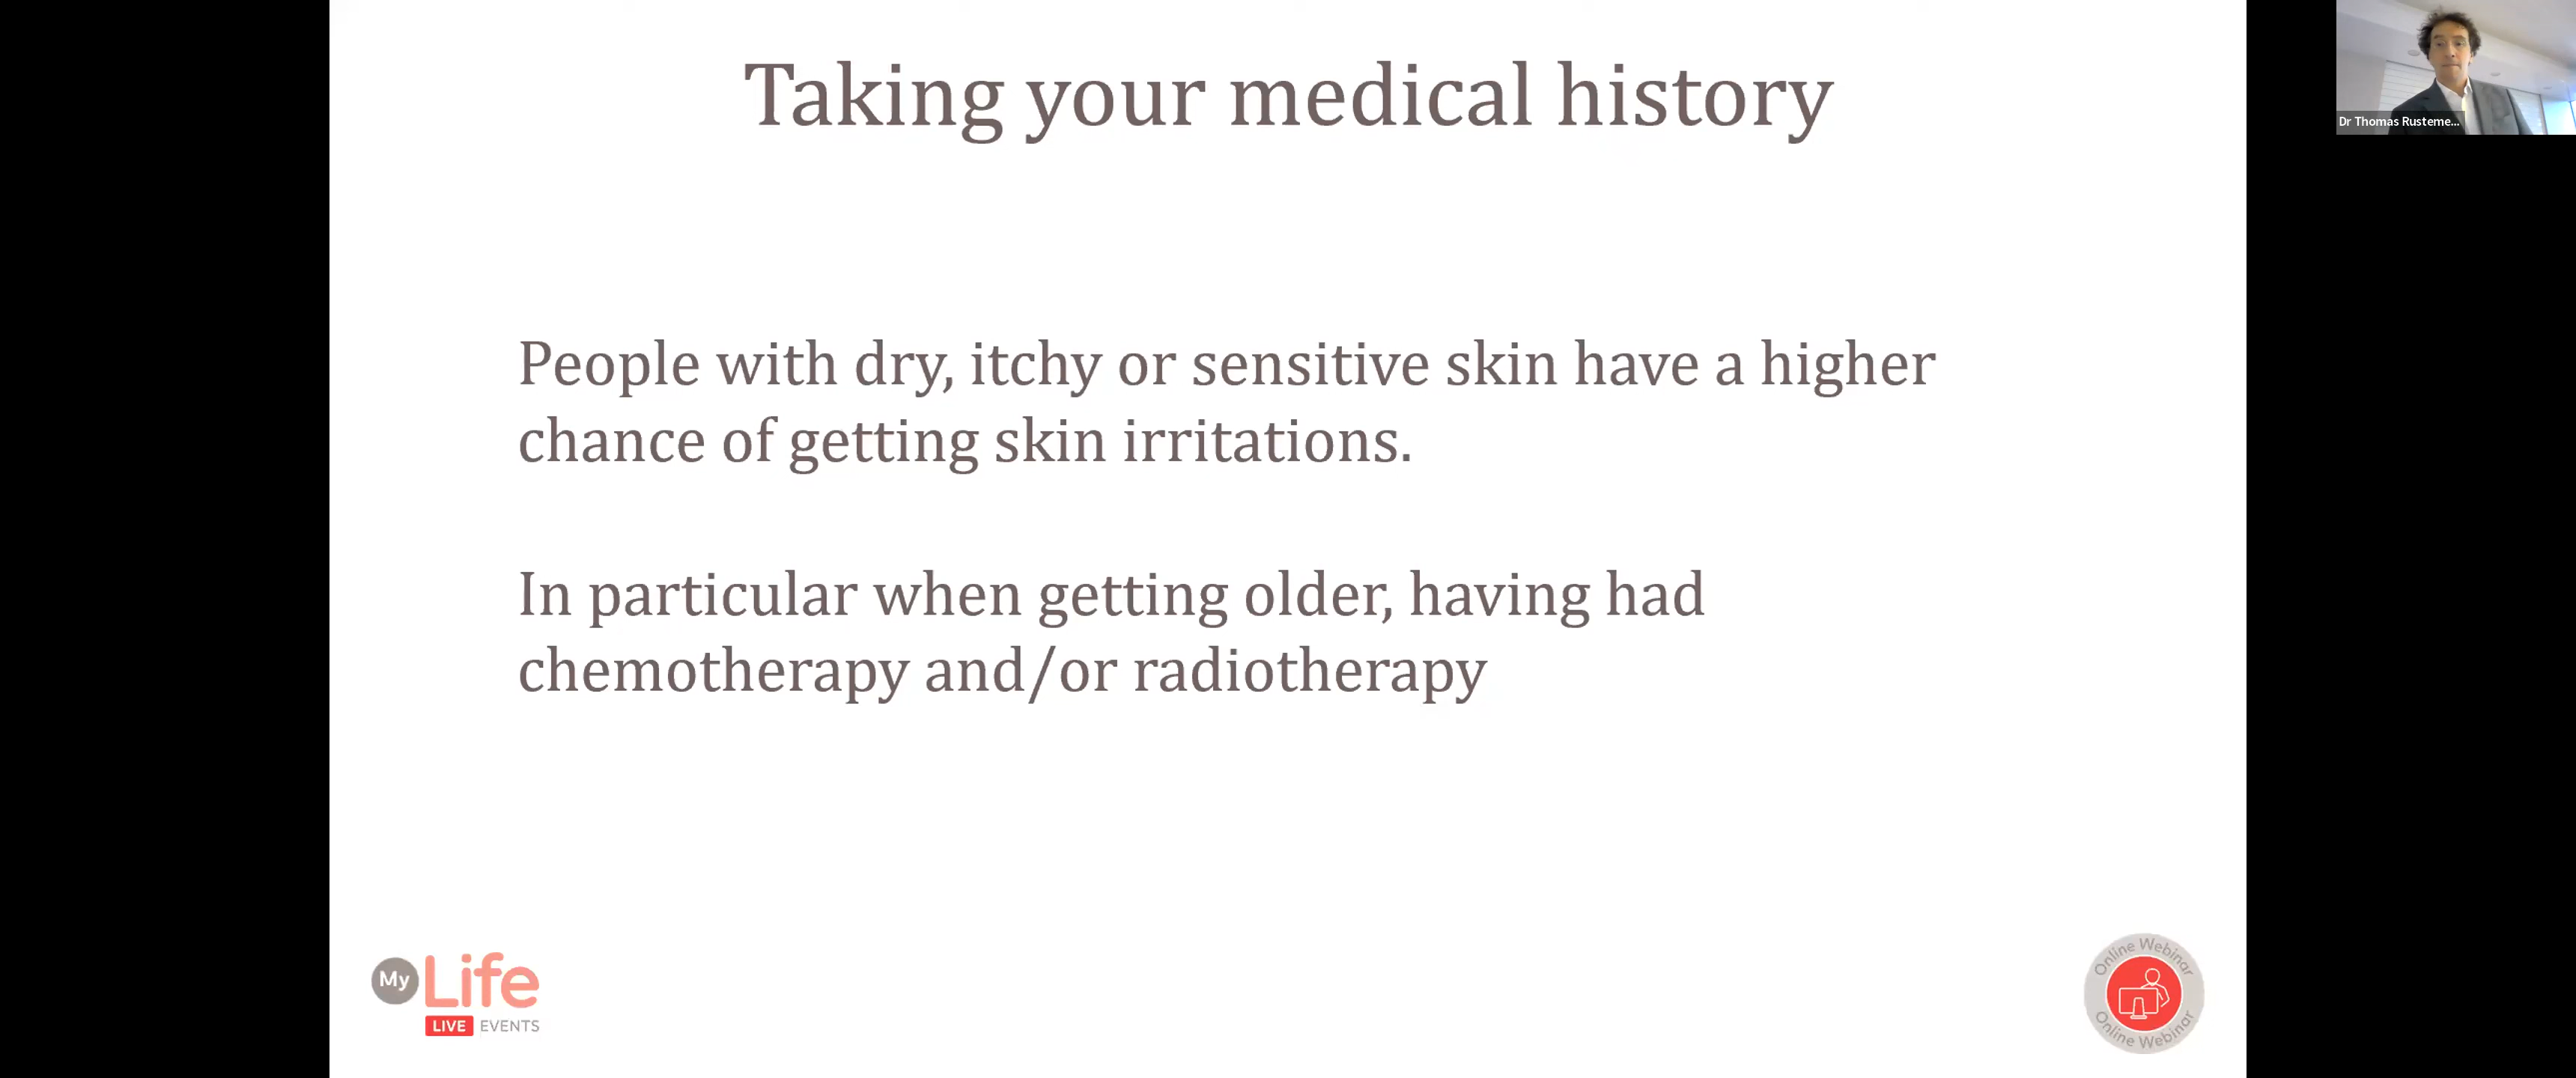 Taking your medical history
Dr Thomas Rusteme...
People with dry, itchy or sensitive skin have a higher
chance of getting skin irritations.
In particular when getting older, having had
chemotherapy and/or radiotherapy
My Life
LIVE EVENTS
Online Webinar
Online Webinar